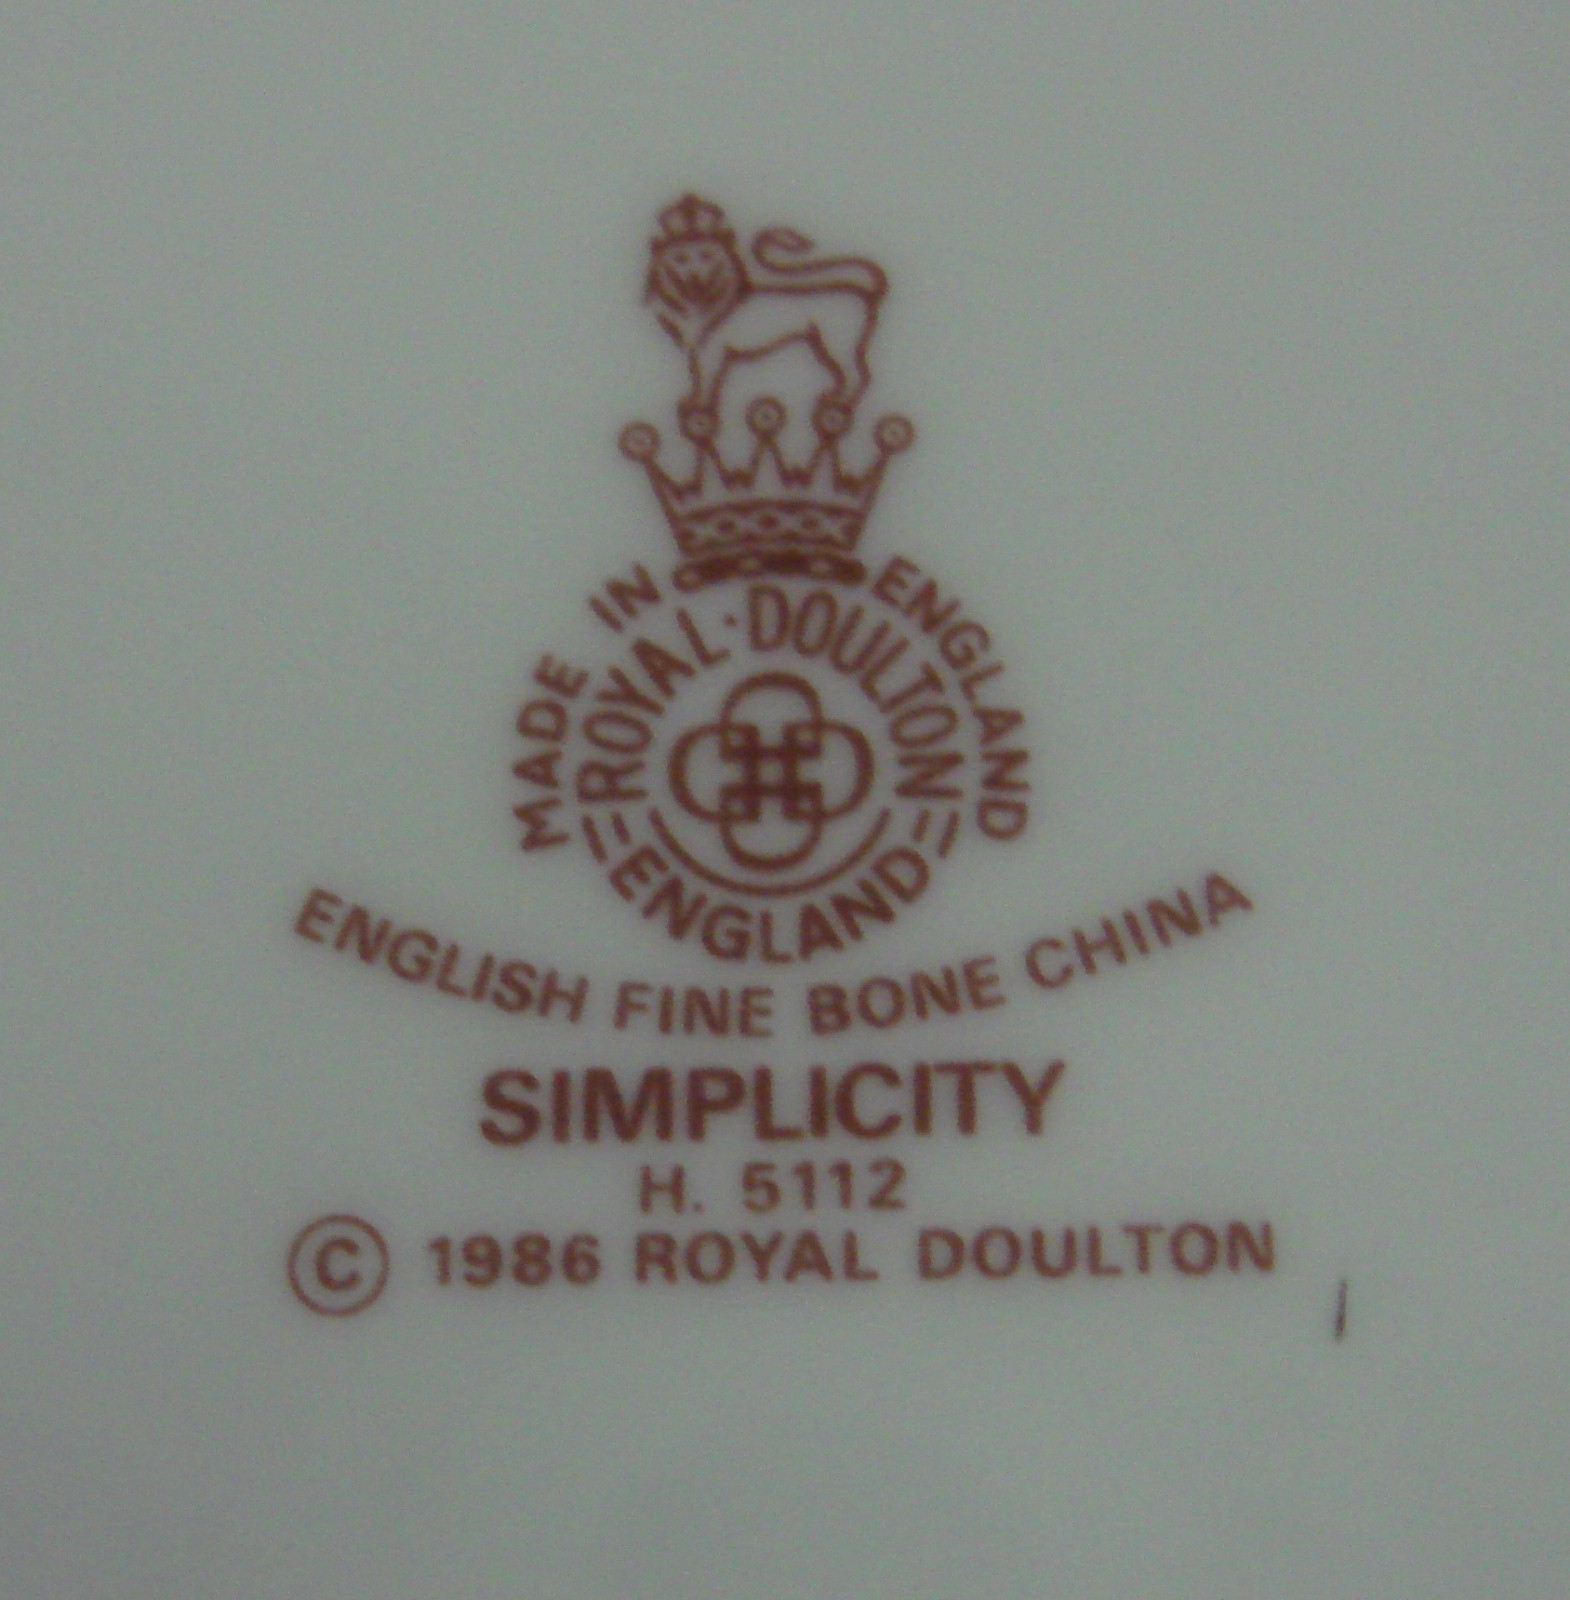 MADE IN ENGLAND
ROYAL·DOULTON
ENGLAND
ENGLISH FINE BONE CHINA
SIMPLICITY
H. 5112
© 1986 ROYAL DOULTON